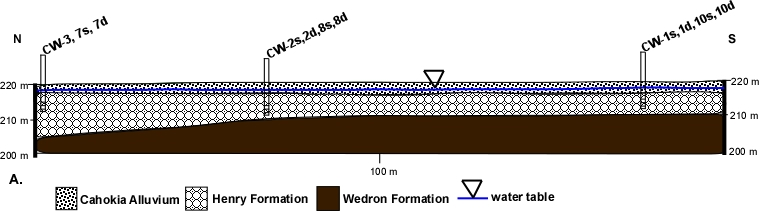 CW-3, 7s, 7d
CW-2s,2d,8s,8d
CW-1s,1d,10s,10d
N
S
220 m
220 m
210 m
210 m
200 m
200 m
100 m
A.
Cahokia Alluvium
Henry Formation
Wedron Formation
water table